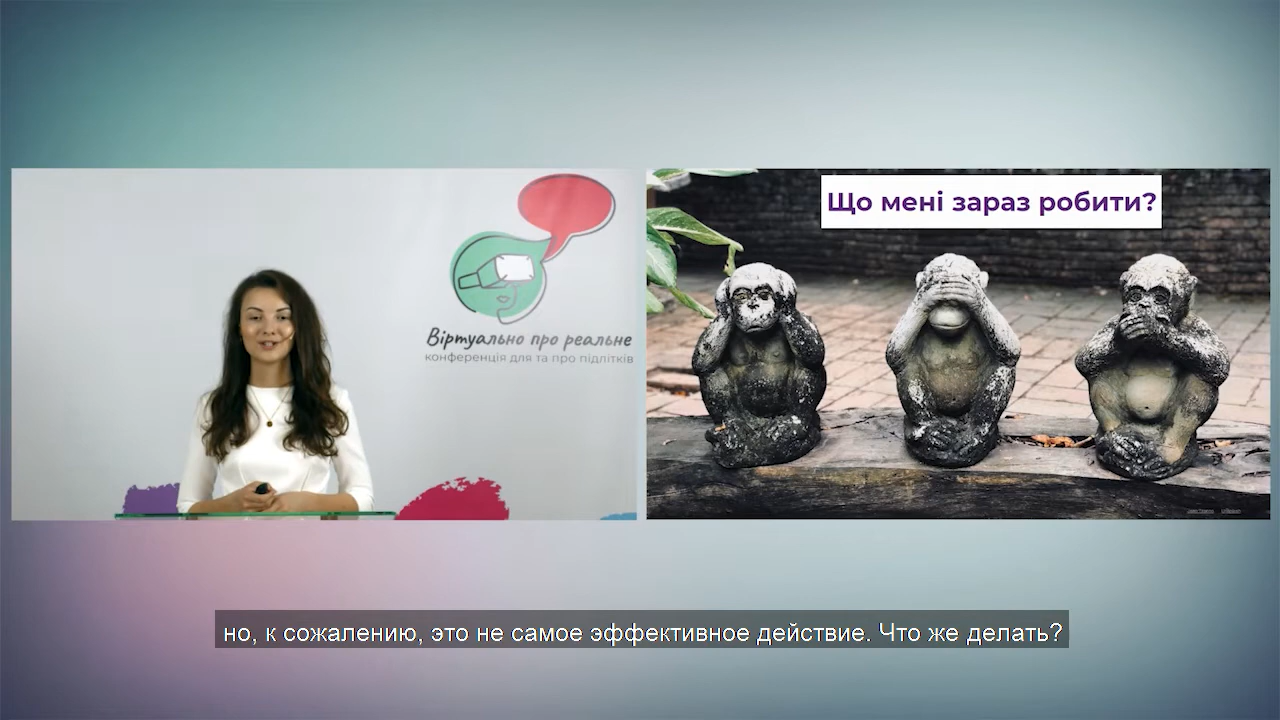 Віртуально про реальне
конференція для та про підлітків
Що мені зараз робити?
но, к сожалению, это не самое эффективное действие. Что же делать?